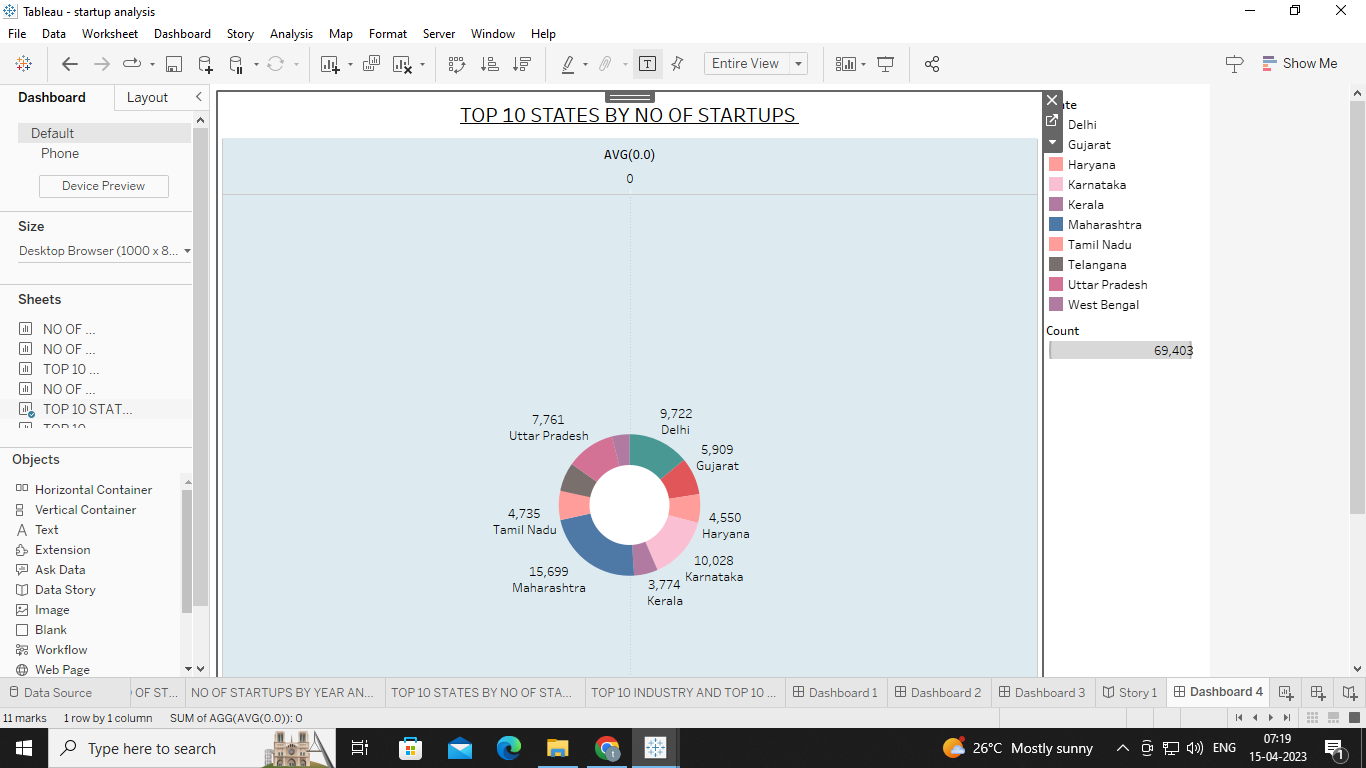 Tableau - startup analysis
File Data Worksheet Dashboard Story Analysis Map Format Server Window Help
Entire View
Show Me
Dashboard Layout
Default
Phone
Device Preview
Size
Desktop Browser (1000 x 8...
Sheets
NO OF ...
NO OF ...
TOP 10 ...
NO OF ...
TOP 10 STAT...
Objects
Horizontal Container
Vertical Container
Text
Extension
Ask Data
Data Story
Image
Blank
Workflow
Web Page
TOP 10 STATES BY NO OF STARTUPS
AVG(0.0)
0
9,722
Delhi
5,909
Gujarat
4,550
Haryana
10,028
Karnataka
3,774
Kerala
15,699
Maharashtra
4,735
Tamil Nadu
7,761
Uttar Pradesh
te
Delhi
Gujarat
Haryana
Karnataka
Kerala
Maharashtra
Tamil Nadu
Telangana
Uttar Pradesh
West Bengal
Count
69,403
Data Source OF ST... NO OF STARTUPS BY YEAR AN... TOP 10 STATES BY NO OF STA... TOP 10 INDUSTRY AND TOP 10 ... Dashboard 1 Dashboard 2 Dashboard 3 Story 1 Dashboard 4
11 marks 1 row by 1 column SUM of AGG(AVG(0.0)): 0
Type here to search
26°C Mostly sunny
ENG
07:19
15-04-2023
1